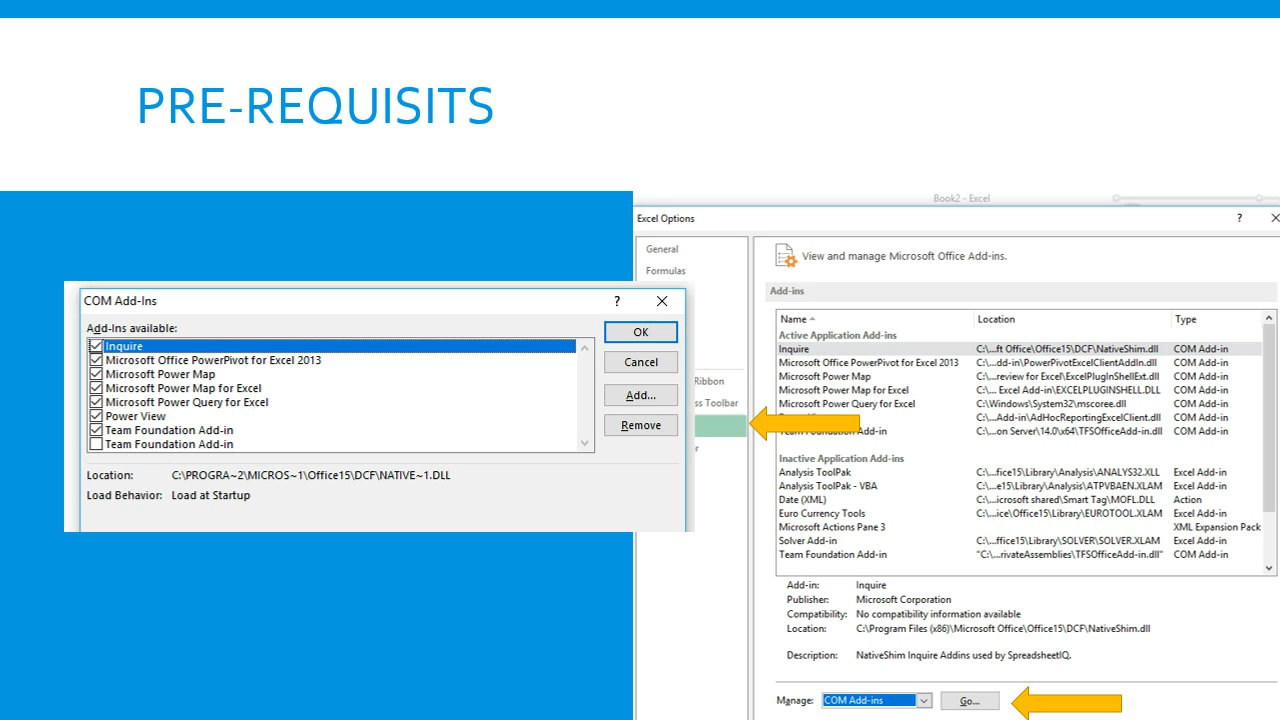 PRE-REQUISITS
Book2 - Excel
Excel Options
?
General
Formulas
Ribbon
ss Toolbar
View and manage Microsoft Office Add-ins.
Add-ins
Name Location Type
Active Application Add-ins
Inquire C:\...ft Office\Office15\DCF\NativeShim.dll COM Add-in
Microsoft Office PowerPivot for Excel 2013 C:\...dd-in\PowerPivotExcelClientAddIn.dll COM Add-in
Microsoft Power Map C:\...review for Excel\ExcelPlugInShellExt.dll COM Add-in
Microsoft Power Map for Excel C:\... Excel Add-in\EXCELPLUGINSHELL.DLL COM Add-in
Microsoft Power Query for Excel C:\Windows\System32\mscoree.dll COM Add-in
C:\...Add-in\AdHocReportingExcelClient.dll COM Add-in
Team Foundation Add-in C:\...on Server\14.0\x64\TFSOfficeAdd-in.dll COM Add-in
Inactive Application Add-ins
Analysis ToolPak C:\...fice15\Library\Analysis\ANALYS32.XLL Excel Add-in
Analysis ToolPak - VBA C:\...e15\Library\Analysis\ATPVBAEN.XLAM Excel Add-in
Date (XML) C:\...icrosoft shared\Smart Tag\MOFL.DLL Action
Euro Currency Tools C:\...ice\Office15\Library\EUROTOOL.XLAM Excel Add-in
Microsoft Actions Pane 3 XML Expansion Pack
Solver Add-in C:\...ffice15\Library\SOLVER\SOLVER.XLAM Excel Add-in
Team Foundation Add-in "C:\...rivateAssemblies\TFSOfficeAdd-in.dll" COM Add-in
Add-in: Inquire
Publisher: Microsoft Corporation
Compatibility: No compatibility information available
Location: C:\Program Files (x86)\Microsoft Office\Office15\DCF\NativeShim.dll
Description: NativeShim Inquire Addins used by SpreadsheetIQ.
Manage: COM Add-ins Go...
COM Add-Ins ?
Add-Ins available:
Inquire
Microsoft Office PowerPivot for Excel 2013
Microsoft Power Map
Microsoft Power Map for Excel
Microsoft Power Query for Excel
Power View
Team Foundation Add-in
Team Foundation Add-in
OK
Cancel
Add...
Remove
Location: C:\PROGRA~2\MICROS~1\Office15\DCF\NATIVE~1.DLL
Load Behavior: Load at Startup